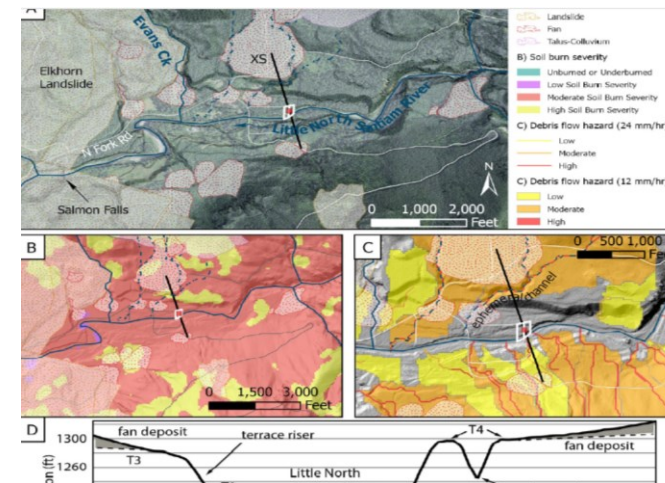 A
Evans Ck
Elkhorn
Landslide
XS
Little North Santiam River
N Fork Rd
Salmon Falls
N
0 1,000 2,000
Feet
Landslide
Fan
Talus-Colluvium
B) Soil burn severity
Unburned or Underburned
Low Soil Burn Severity
Moderate Soil Burn Severity
High Soil Burn Severity
C) Debris flow hazard (24 mm/hr)
Low
Moderate
High
C) Debris flow hazard (12 mm/hr)
Low
Moderate
High
B
0 1,500 3,000
Feet
C
0 500 1,000
Feet
ephemeral channel
D
1300
1260
fan deposit
terrace riser
T3
Little North
T4
fan deposit